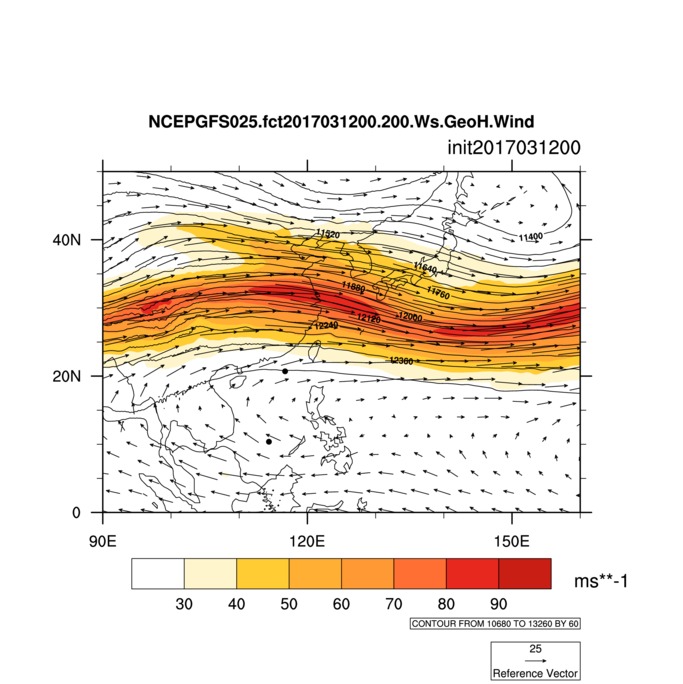 NCEPGFS025.fct2017031200.200.Ws.GeoH.Wind
init2017031200
40N
20N
0
90E 120E 150E
11520
11400
11640
11880
11760
12120
12000
12240
12360
30 40 50 60 70 80 90
ms**-1
CONTOUR FROM 10680 TO 13260 BY 60
25
Reference Vector